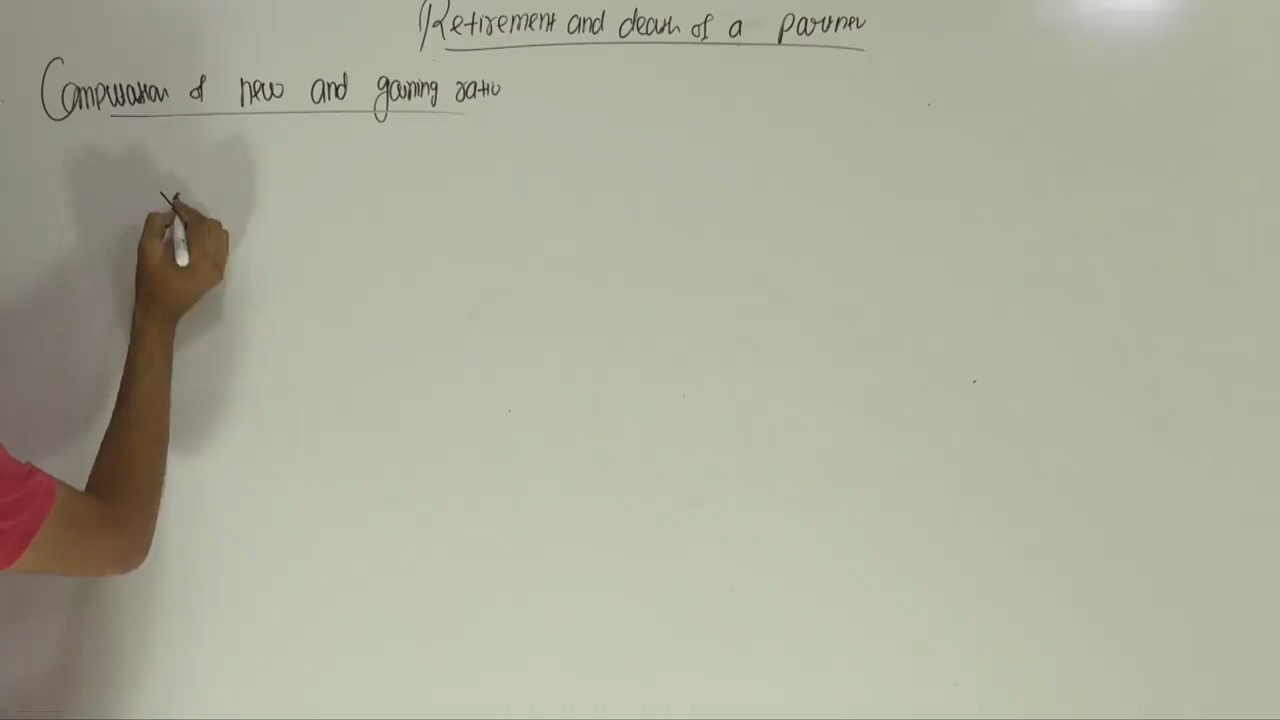 Retirement and death of a partner
Computation of new and gaining ratio